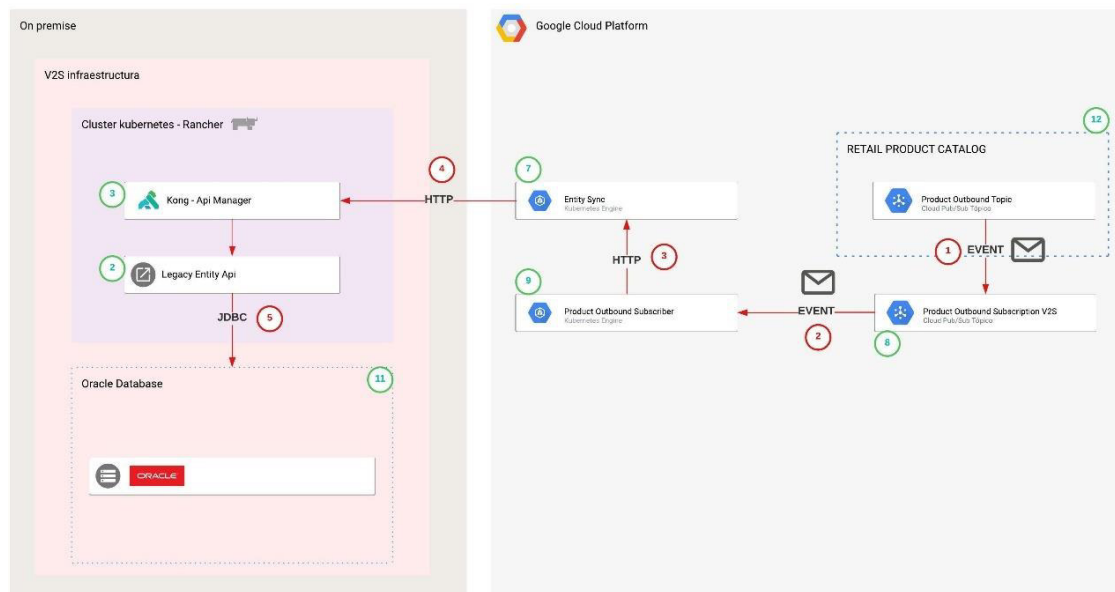 On premise
Google Cloud Platform
V2S infraestructura
Cluster kubernetes - Rancher
12
RETAIL PRODUCT CATALOG
4
7
3
Kong - Api Manager
HTTP
Entity Sync
Kubernetes Engine
Product Outbound Topic
Cloud Pub/Sub Tópico
HTTP
3
1
EVENT
2
Legacy Entity Api
9
JDBC
5
Product Outbound Subscriber
Kubernetes Engine
EVENT
Product Outbound Subscription V2S
Cloud Pub/Sub Tópico
2
8
Oracle Database
11
ORACLE